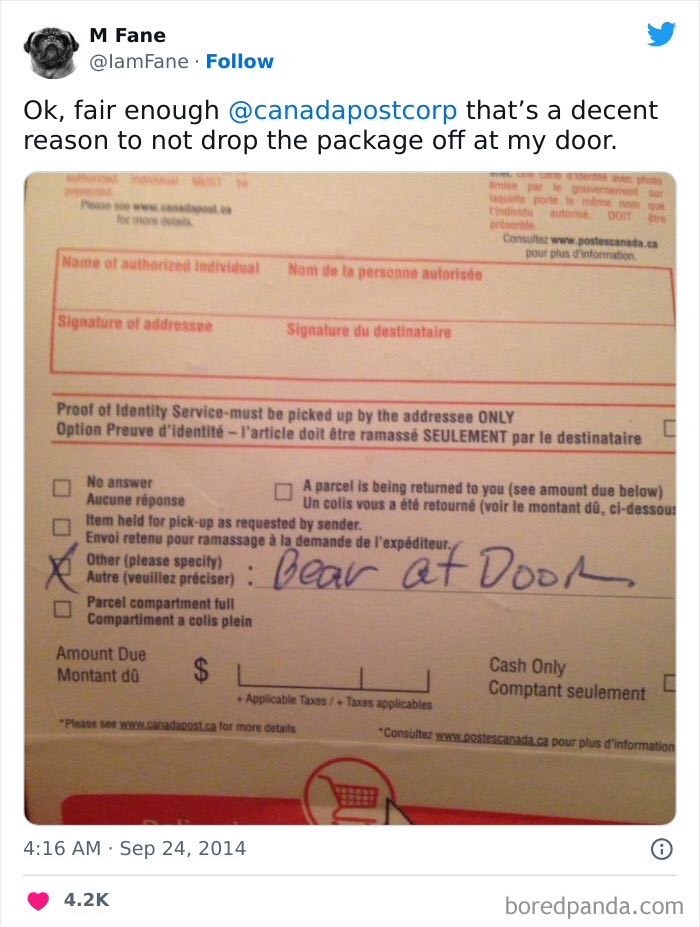 M Fane
@IamFane · Follow
Ok, fair enough @canadapostcorp that's a decent
reason to not drop the package off at my door.
authorized individual MUST be
presented.
Please see www.canadapost.ca
for more details.
une carte d'identité avec photo
émise par le gouvernement sur
laquelle porte le même nom que
l'individu autorisé, DOIT être
présentée.
Consultez www.postescanada.ca
pour plus d'information.
Name of authorized individual
Nom de la personne autorisée
Signature of addressee
Signature du destinataire
Proof of Identity Service-must be picked up by the addressee ONLY
Option Preuve d'identité – l'article doit être ramassé SEULEMENT par le destinataire
No answer
Aucune réponse
A parcel is being returned to you (see amount due below)
Un colis vous a été retourné (voir le montant dû, ci-dessous
Item held for pick-up as requested by sender.
Envoi retenu pour ramassage à la demande de l'expéditeur.
Other (please specify)
Autre (veuillez préciser) : Bear at Door
Parcel compartment full
Compartiment a colis plein
Amount Due
Montant dû
$
+ Applicable Taxes / + Taxes applicables
Cash Only
Comptant seulement
*Please see www.canadapost.ca for more details
*Consultez www.postescanada.ca pour plus d'information
4:16 AM · Sep 24, 2014
4.2K
boredpanda.com